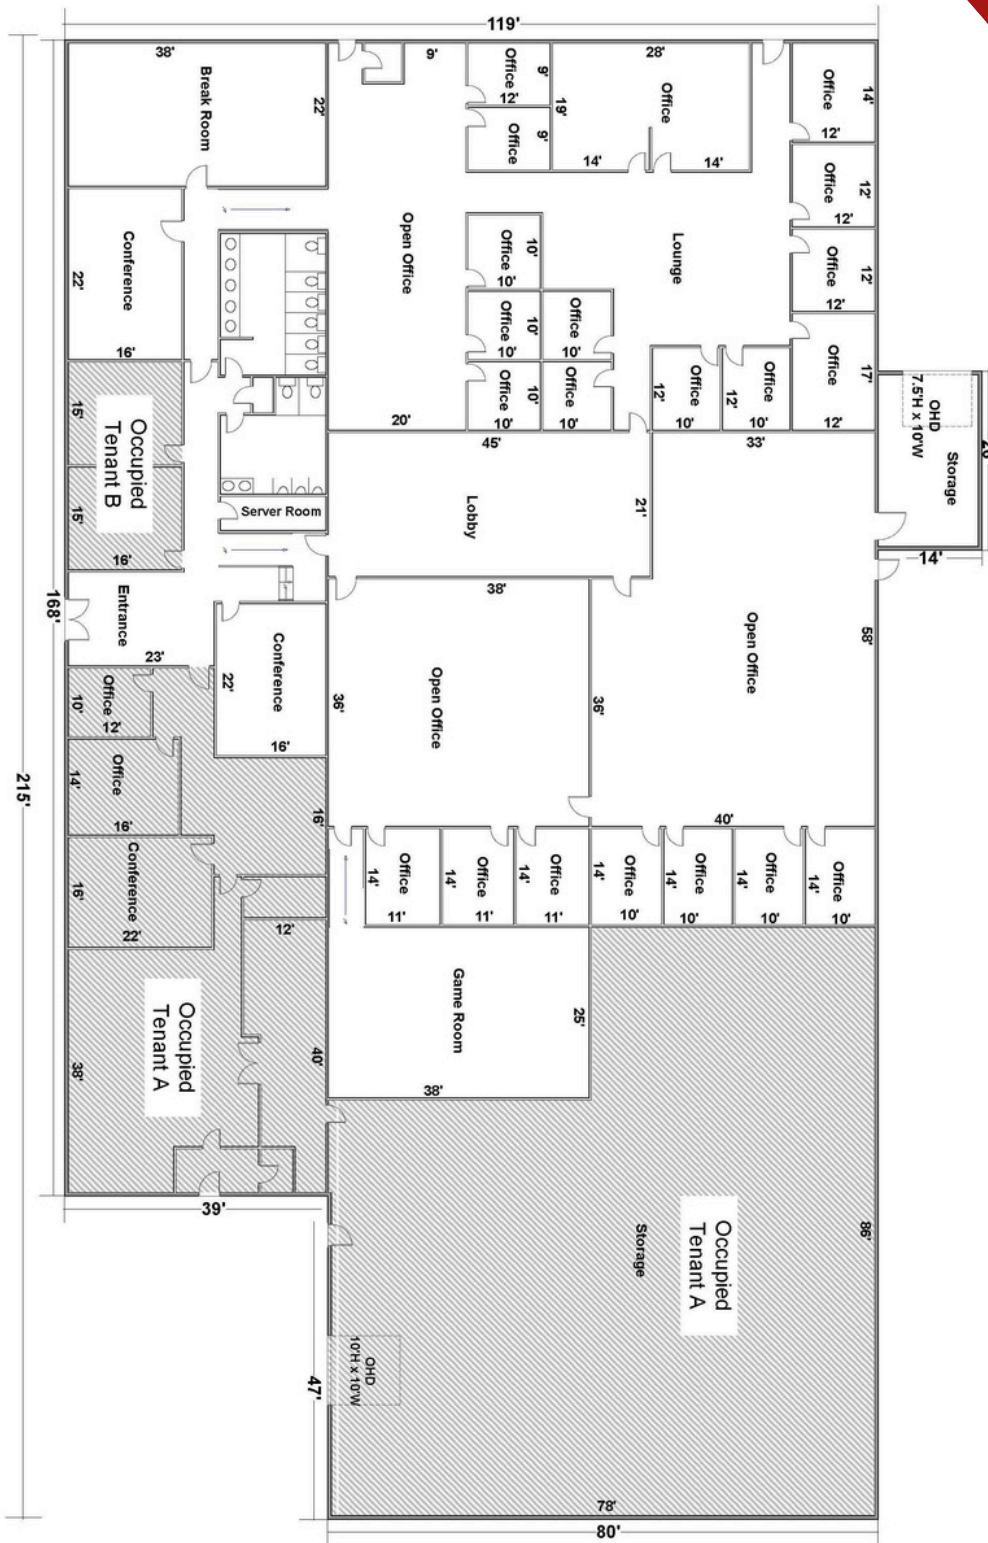 119'
38'
Break Room
22'
9'
Office
9'
12'
Office
9'
19'
28'
Office
14'
14'
Office
14'
12'
Office
12'
12'
Office
12'
12'
Office
17'
12'
Conference
22'
16'
Open Office
20'
Office
10'
10'
Office
10'
10'
Office
10'
Office
10'
10'
Office
10'
Lounge
Office
12'
10'
Office
12'
10'
OHD
7.5'H x 10'W
Storage
14'
15'
Occupied
Tenant B
15'
16'
Server Room
45'
Lobby
21'
33'
Entrance
23'
168'
215'
Conference
22'
16'
38'
Open Office
36'
36'
Open Office
58'
40'
Office
10'
12'
Office
14'
16'
16'
Conference
16'
22'
12'
Office
14'
11'
Office
14'
11'
Office
14'
11'
Office
14'
10'
Office
14'
10'
Office
14'
10'
Office
14'
10'
Game Room
25'
38'
Occupied
Tenant A
38'
40'
39'
Storage
Occupied
Tenant A
86'
OHD
10'H x 10'W
47'
78'
80'